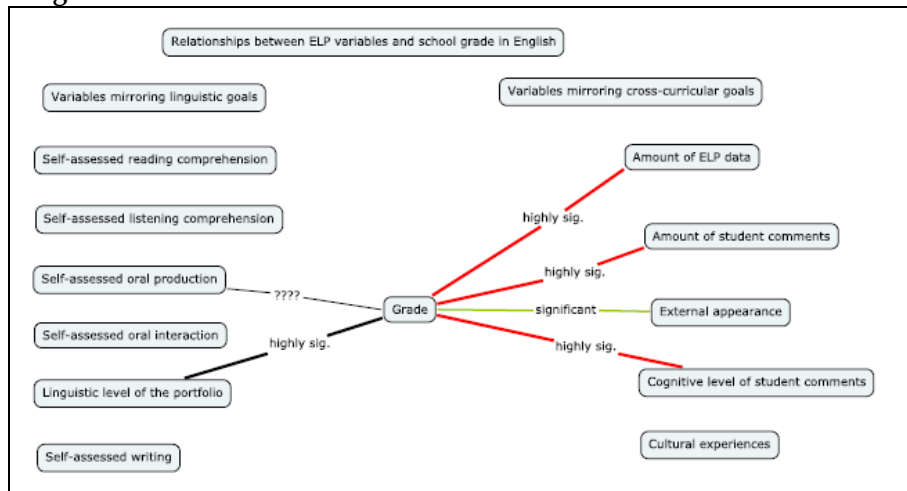 Relationships between ELP variables and school grade in English
Variables mirroring linguistic goals
Variables mirroring cross-curricular goals
Self-assessed reading comprehension
Amount of ELP data
highly sig.
Self-assessed listening comprehension
Amount of student comments
highly sig.
Self-assessed oral production
????
Grade
significant
External appearance
Self-assessed oral interaction
highly sig.
highly sig.
Linguistic level of the portfolio
Cognitive level of student comments
Self-assessed writing
Cultural experiences